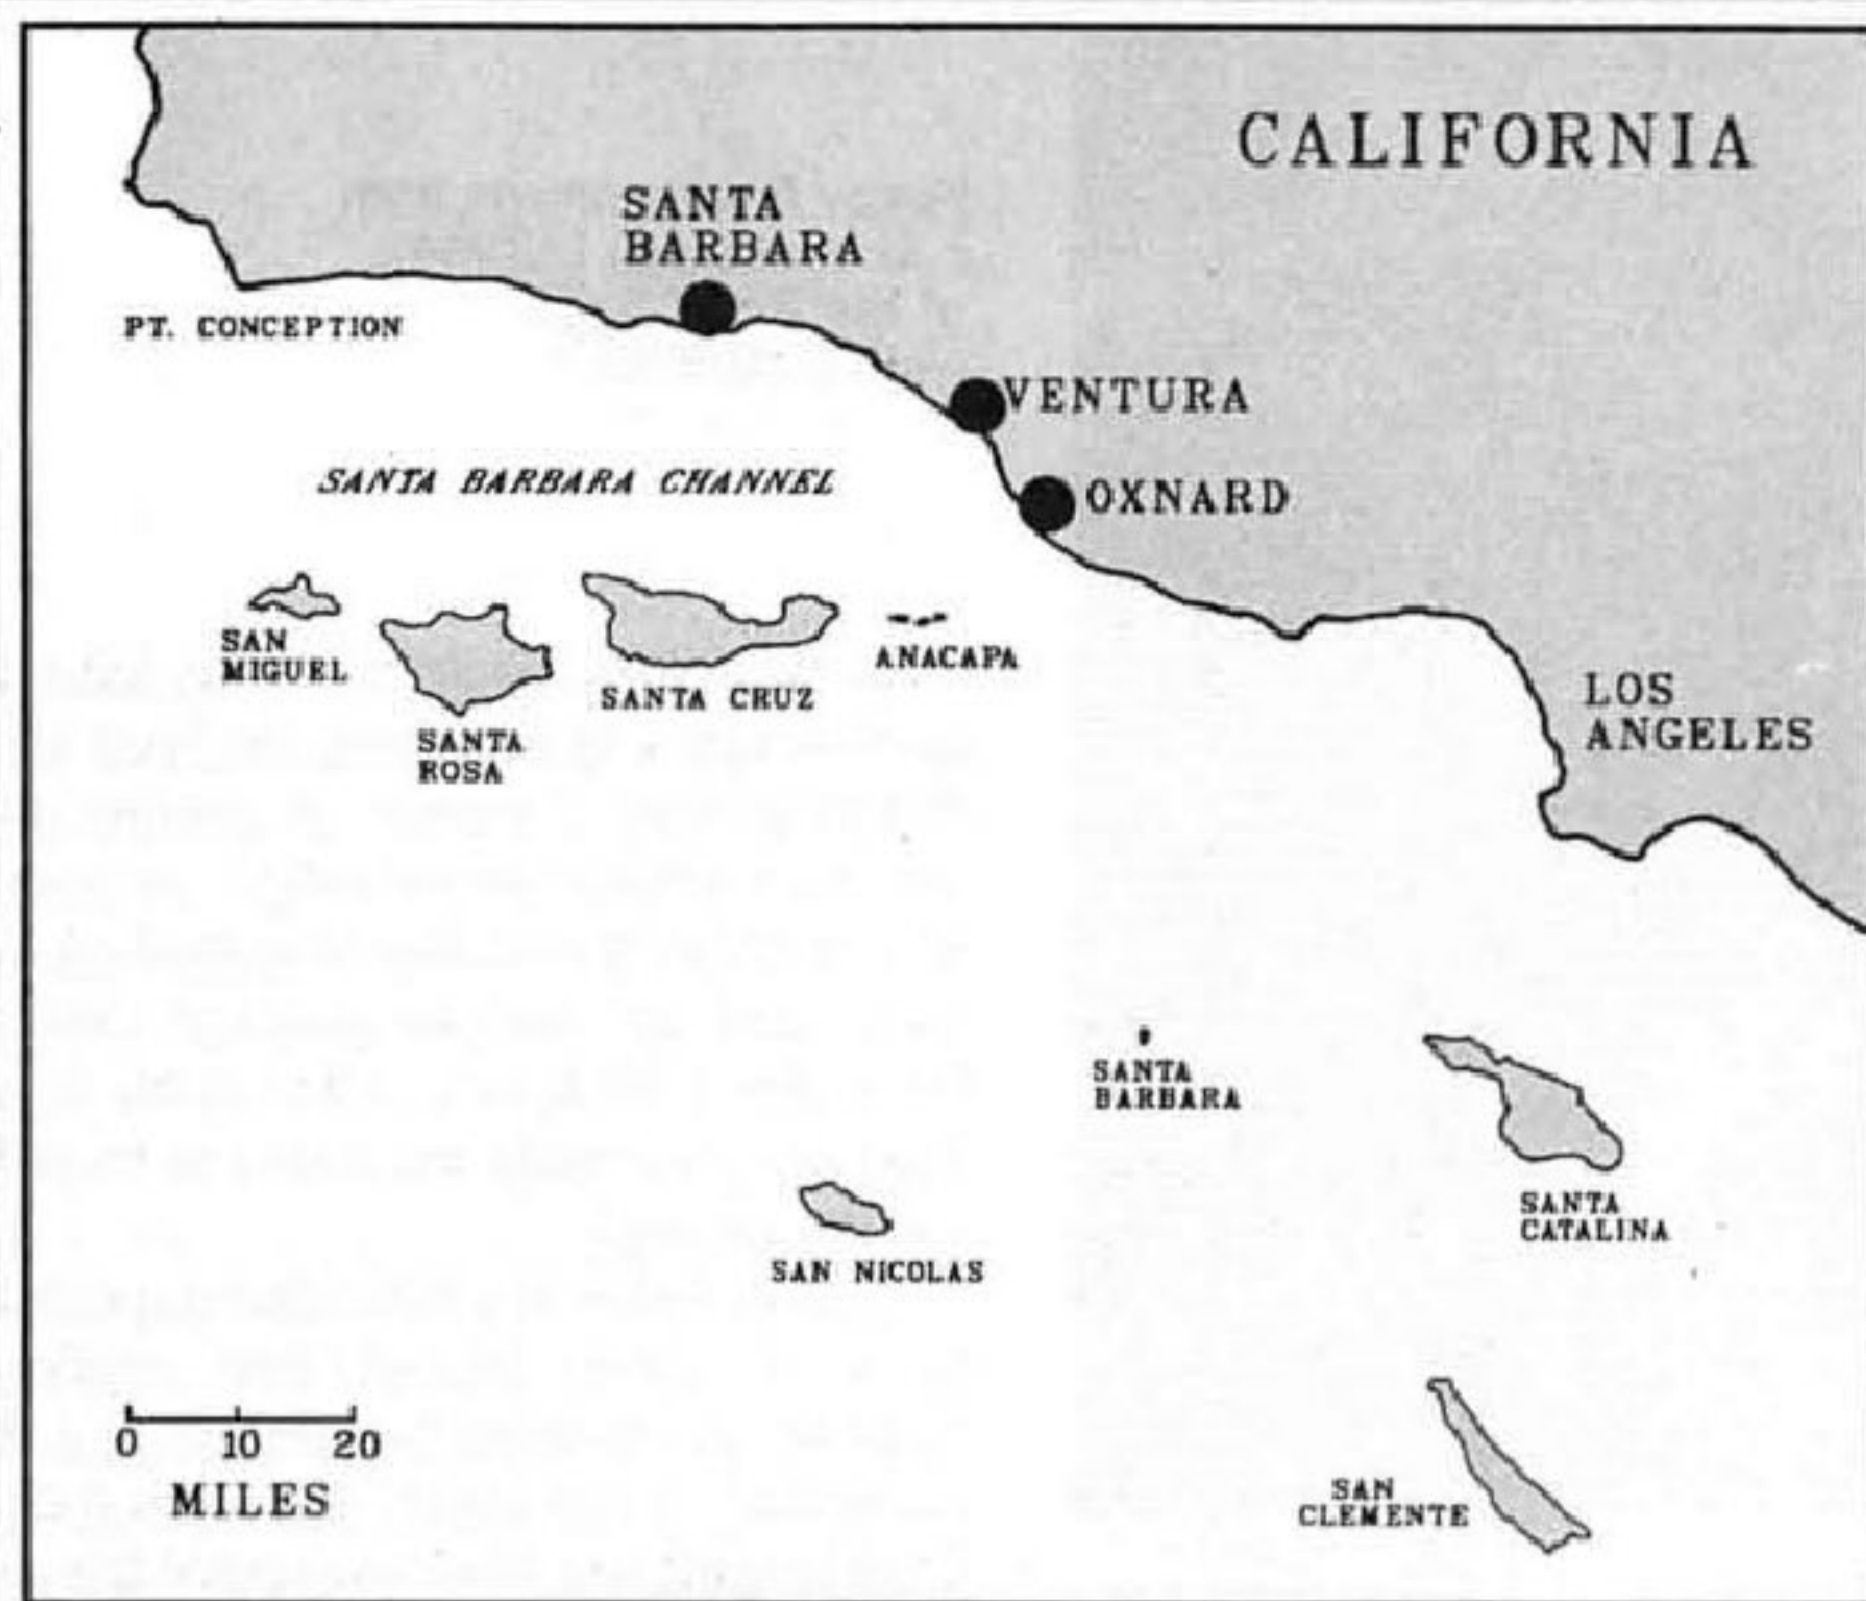 CALIFORNIA
SANTA
BARBARA
PT. CONCEPTION
VENTURA
SANTA BARBARA CHANNEL
OXNARD
SAN
MIGUEL
SANTA
ROSA
SANTA CRUZ
ANACAPA
LOS
ANGELES
SANTA
BARBARA
SANTA
CATALINA
SAN NICOLAS
SAN
CLEMENTE
0 10 20
MILES